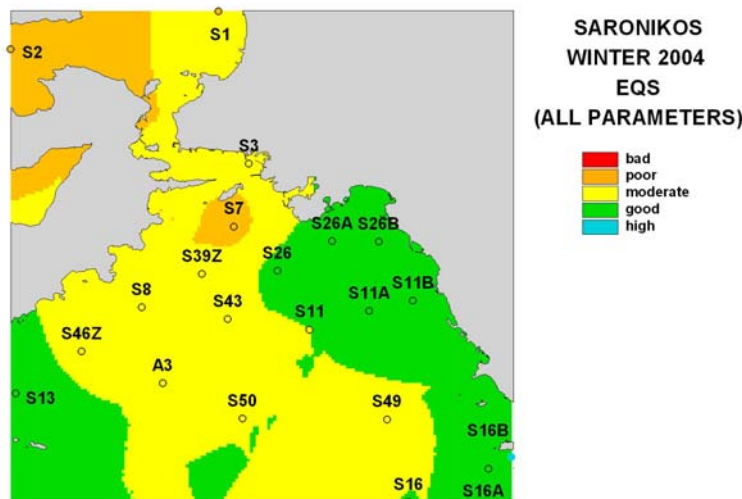 SARONIKOS
WINTER 2004
EQS
(ALL PARAMETERS)
bad
poor
moderate
good
high
S1
S2
S3
S7
S26A S26B
S39Z S26
S8 S43 S11A S11B
S11
S46Z
A3
S13 S50 S49
S16B
S16 S16A